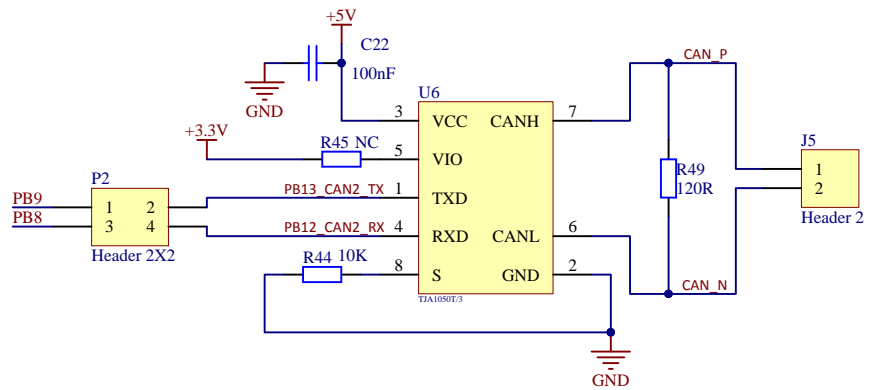 +5V
C22
100nF
GND
U6
CAN_P
3 VCC CANH 7
+3.3V
R45 NC
5 VIO
J5
P2
R49
120R
1
2
Header 2
PB9
1 2
PB13_CAN2_TX
1 TXD
PB8
3 4
PB12_CAN2_RX
4 RXD CANL 6
Header 2X2
R44 10K
8 S GND 2
CAN_N
TJA1050T/3
GND